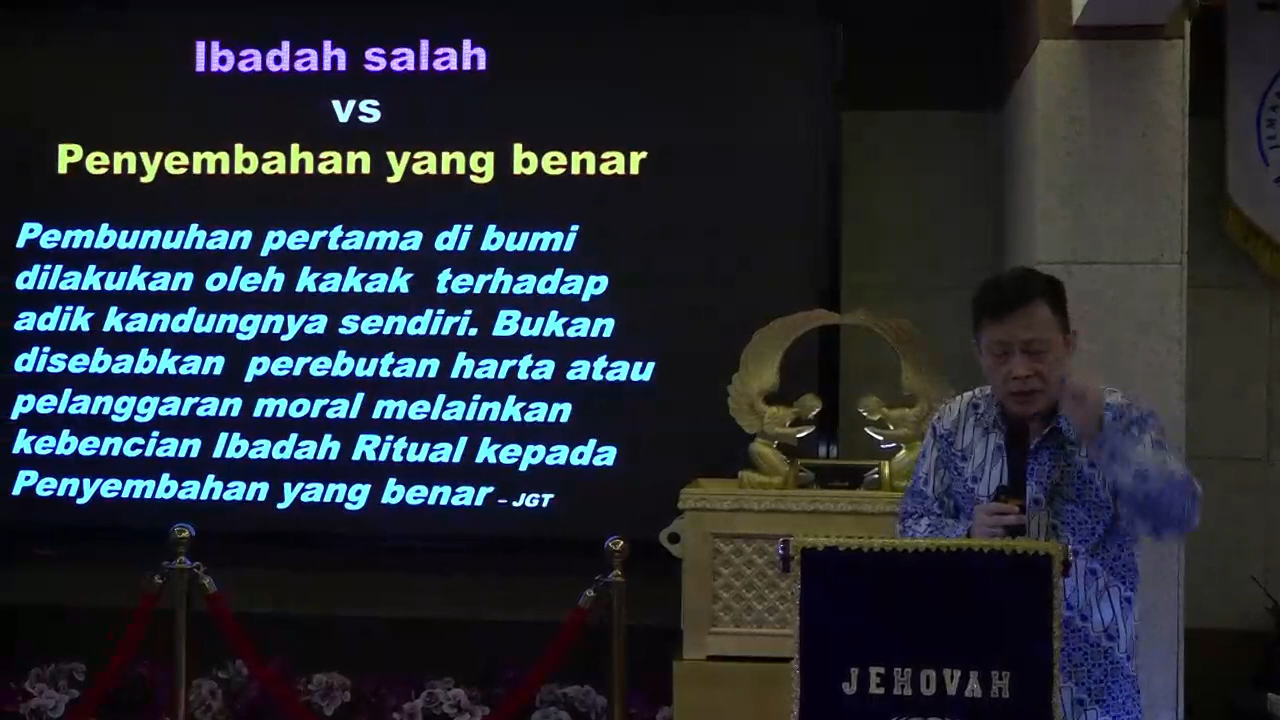 Ibadah salah
vs
Penyembahan yang benar
Pembunuhan pertama di bumi
dilakukan oleh kakak terhadap
adik kandungnya sendiri. Bukan
disebabkan perebutan harta atau
pelanggaran moral melainkan
kebencian Ibadah Ritual kepada
Penyembahan yang benar – JGT
JEHOVAH